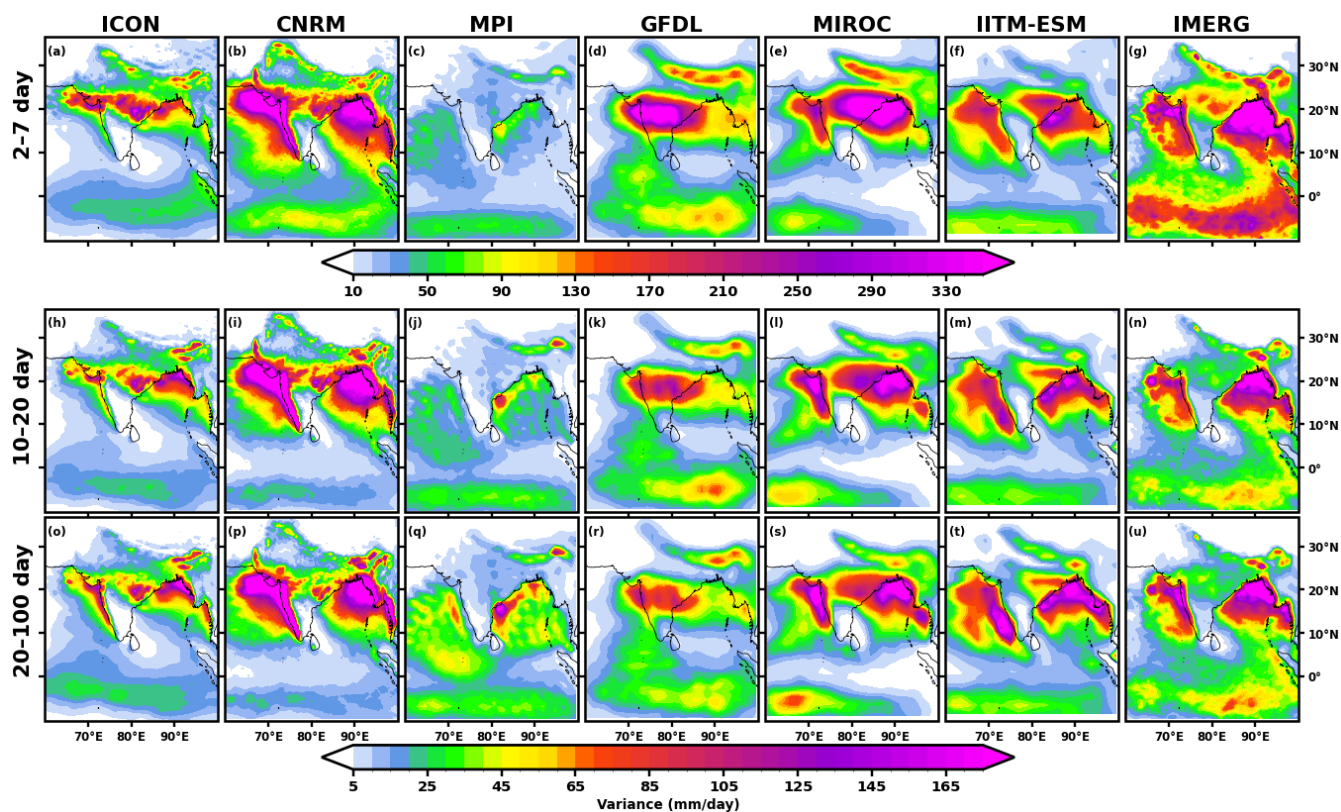 ICON CNRM MPI GFDL MIROC IITM-ESM IMERG
2–7 day
(a) (b) (c) (d) (e) (f) (g)
30°N
20°N
10°N
0°
10 50 90 130 170 210 250 290 330
10–20 day
(h) (i) (j) (k) (l) (m) (n)
30°N
20°N
10°N
0°
20–100 day
(o) (p) (q) (r) (s) (t) (u)
30°N
20°N
10°N
0°
70°E 80°E 90°E 70°E 80°E 90°E 70°E 80°E 90°E 70°E 80°E 90°E 70°E 80°E 90°E 70°E 80°E 90°E 70°E 80°E 90°E
5 25 45 65 85 105 125 145 165
Variance (mm/day)